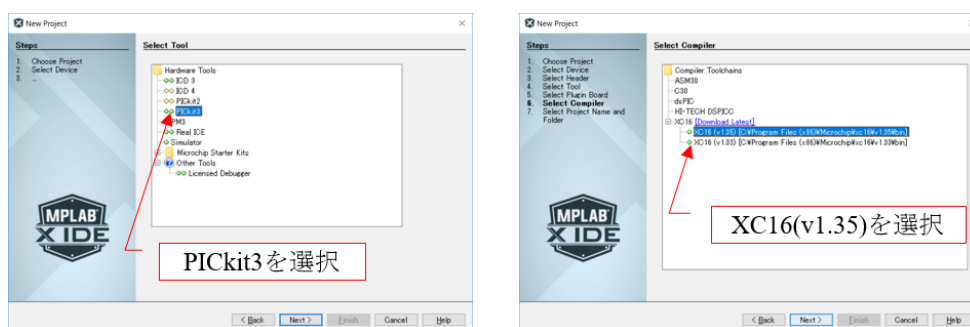 New Project
Steps
1. Choose Project
2. Select Device
3. ...
Select Tool
Hardware Tools
ICD 3
ICD 4
PICkit2
PICkit3
PM3
Real ICE
Simulator
Microchip Starter Kits
Other Tools
Licensed Debugger
MPLAB
X IDE
PICkit3を選択
< Back
Next >
Finish
Cancel
Help
New Project
Steps
1. Choose Project
2. Select Device
3. Select Header
4. Select Tool
5. Select Plugin Board
6. Select Compiler
7. Select Project Name and
Folder
Select Compiler
Compiler Toolchains
ASM30
C30
dsPIC
HI-TECH DSPICC
XC16 [Download Latest]
XC16 (v1.35) [C:¥Program Files (x86)¥Microchip¥xc16¥v1.35¥bin]
XC16 (v1.33) [C:¥Program Files (x86)¥Microchip¥xc16¥v1.33¥bin]
MPLAB
X IDE
XC16(v1.35)を選択
< Back
Next >
Finish
Cancel
Help